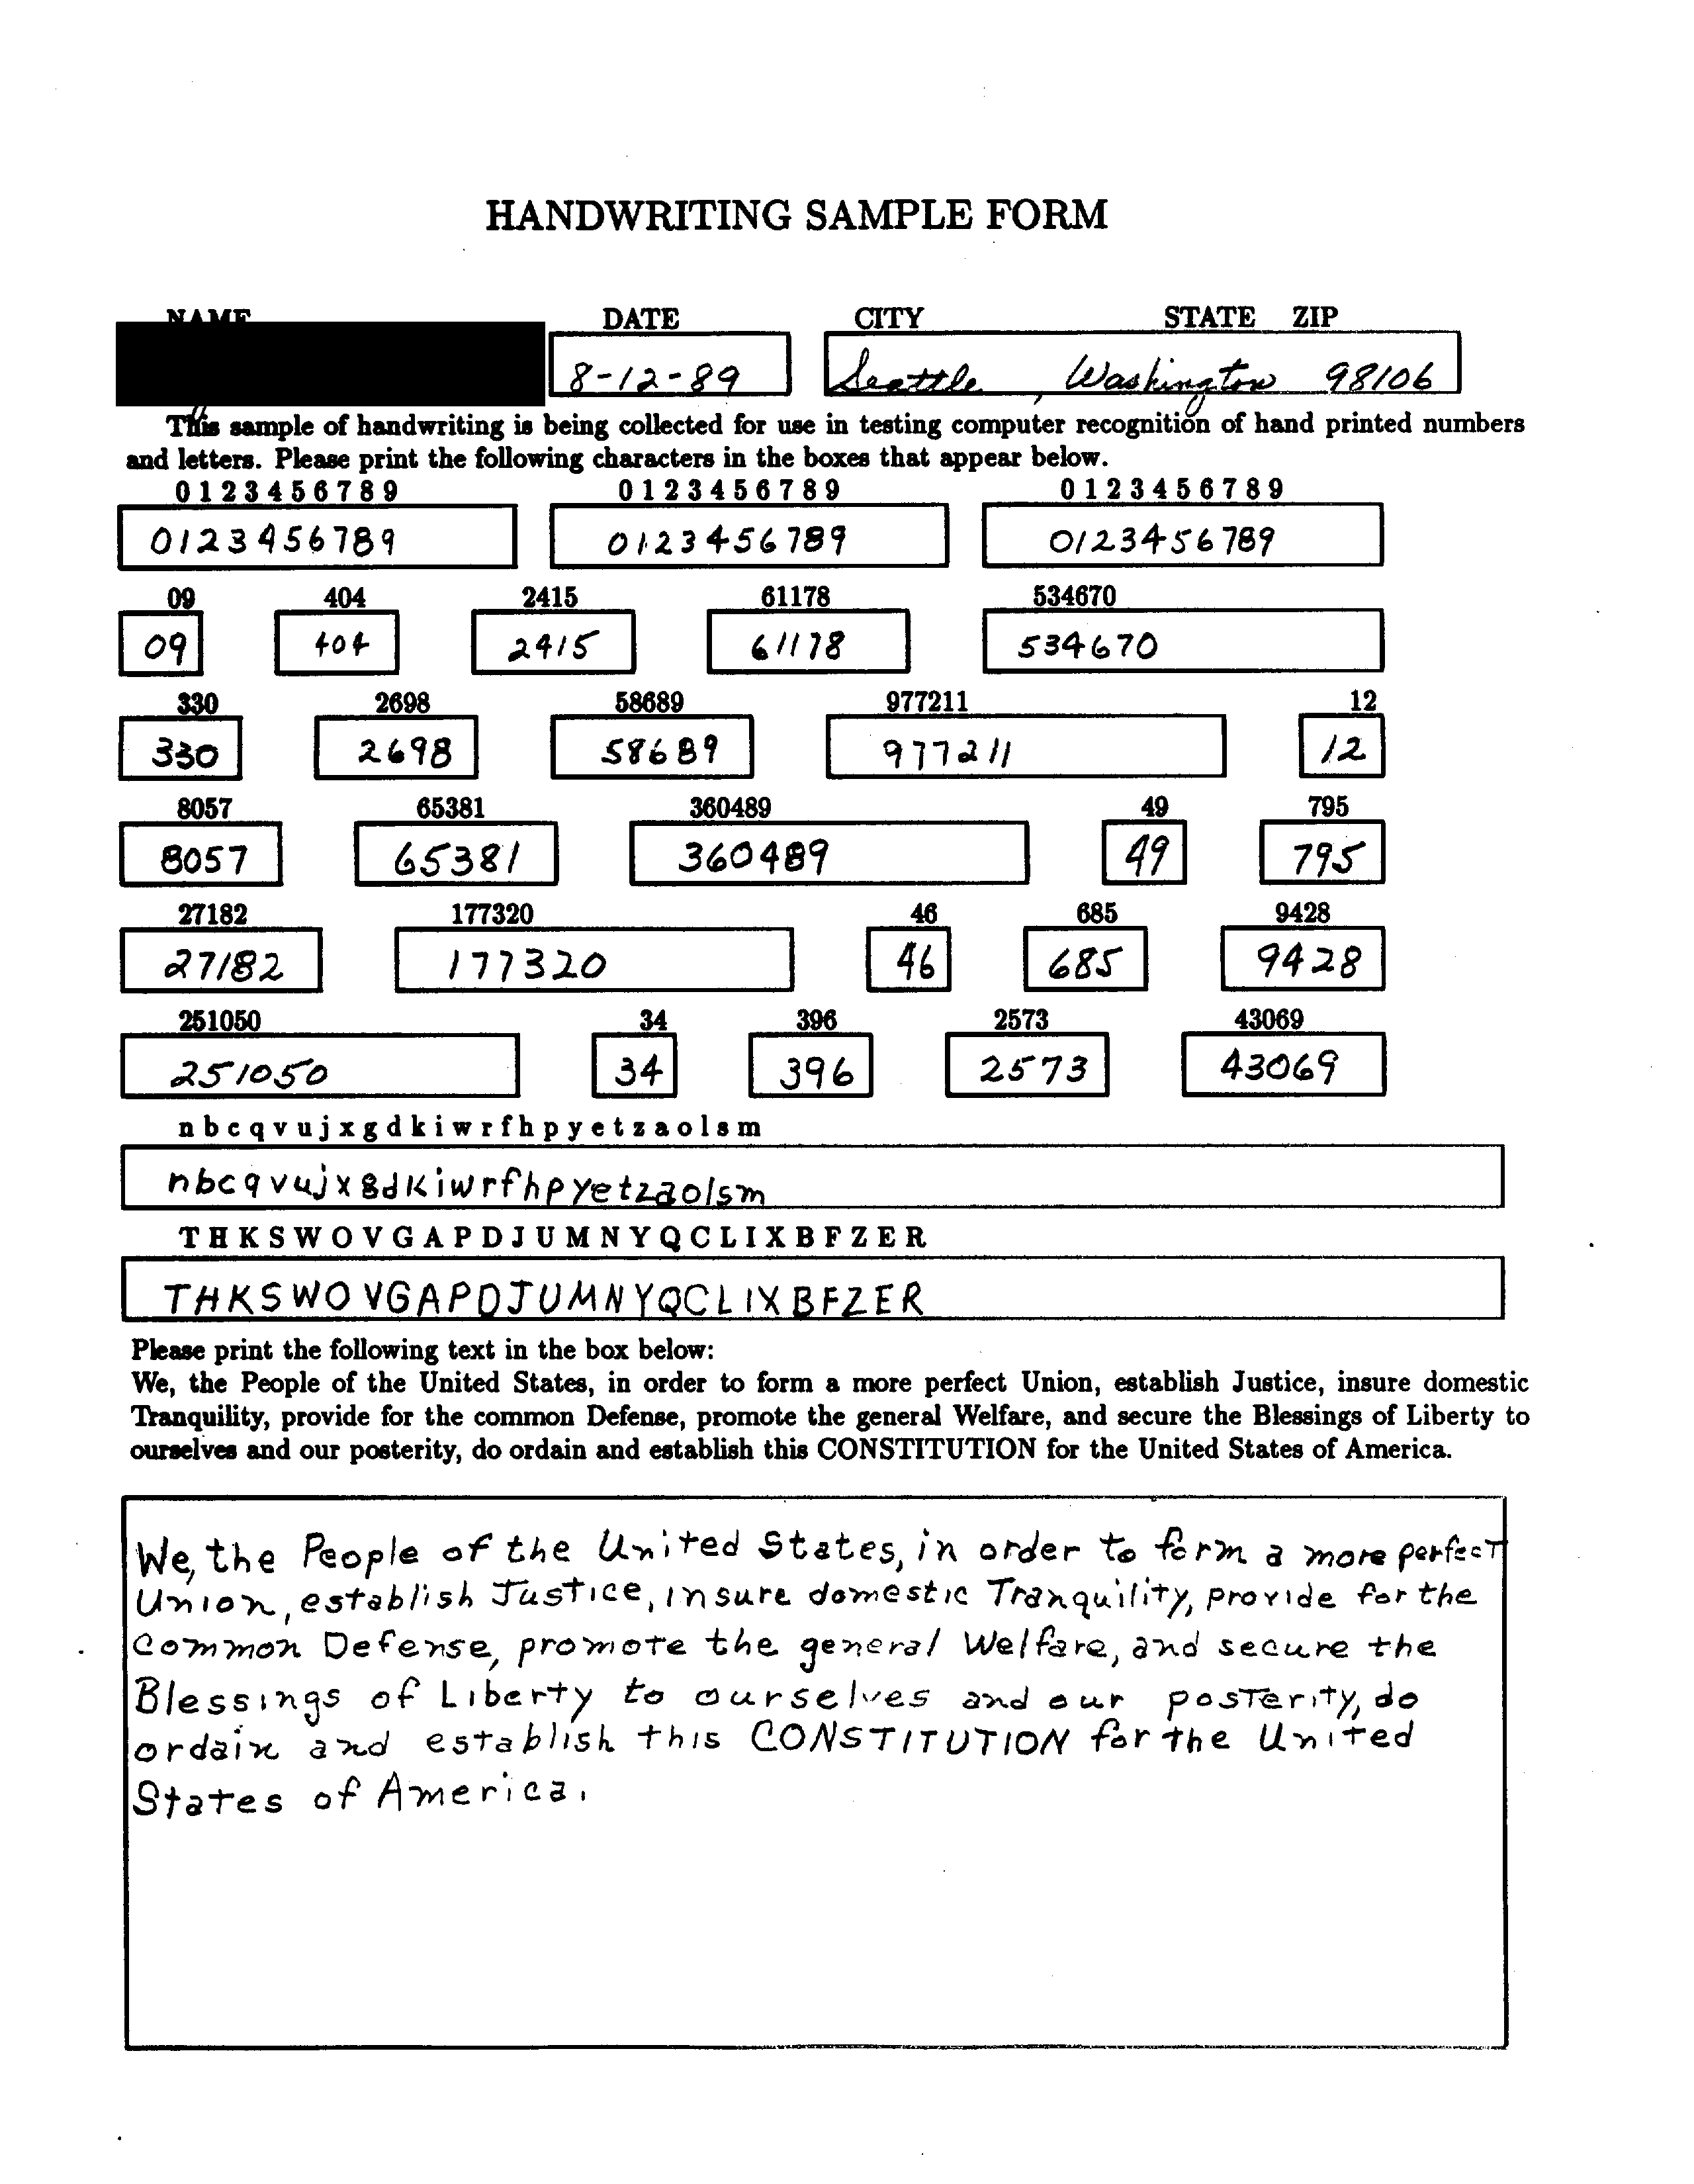 HANDWRITING SAMPLE FORM
NAME DATE CITY STATE ZIP
8-12-89 Seattle, Washington 98106
This sample of handwriting is being collected for use in testing computer recognition of hand printed numbers
and letters. Please print the following characters in the boxes that appear below.
0 1 2 3 4 5 6 7 8 9 0 1 2 3 4 5 6 7 8 9 0 1 2 3 4 5 6 7 8 9
0123456789 0123456789 0123456789
09 404 2415 61178 534670
09 404 2415 61178 534670
330 2698 58689 977211 12
330 2698 58689 977211 12
8057 65381 360489 49 795
8057 65381 360489 49 795
27182 177320 46 685 9428
27182 177320 46 685 9428
251050 34 396 2573 43069
251050 34 396 2573 43069
n b c q v u j x g d k i w r f h p y e t z a o l s m
nbcqvujxgdkiwrfhpyetzaolsm
T H K S W O V G A P D J U M N Y Q C L I X B F Z E R
THKSWOVGAPDJUMNYQCLIXBFZER
Please print the following text in the box below:
We, the People of the United States, in order to form a more perfect Union, establish Justice, insure domestic
Tranquility, provide for the common Defense, promote the general Welfare, and secure the Blessings of Liberty to
ourselves and our posterity, do ordain and establish this CONSTITUTION for the United States of America.
We, the People of the United States, in order to form a more perfect
Union, establish Justice, insure domestic Tranquility, provide for the
Common Defense, promote the general Welfare, and secure the
Blessings of Liberty to ourselves and our posterity, do
ordain and establish this CONSTITUTION for the United
States of America.